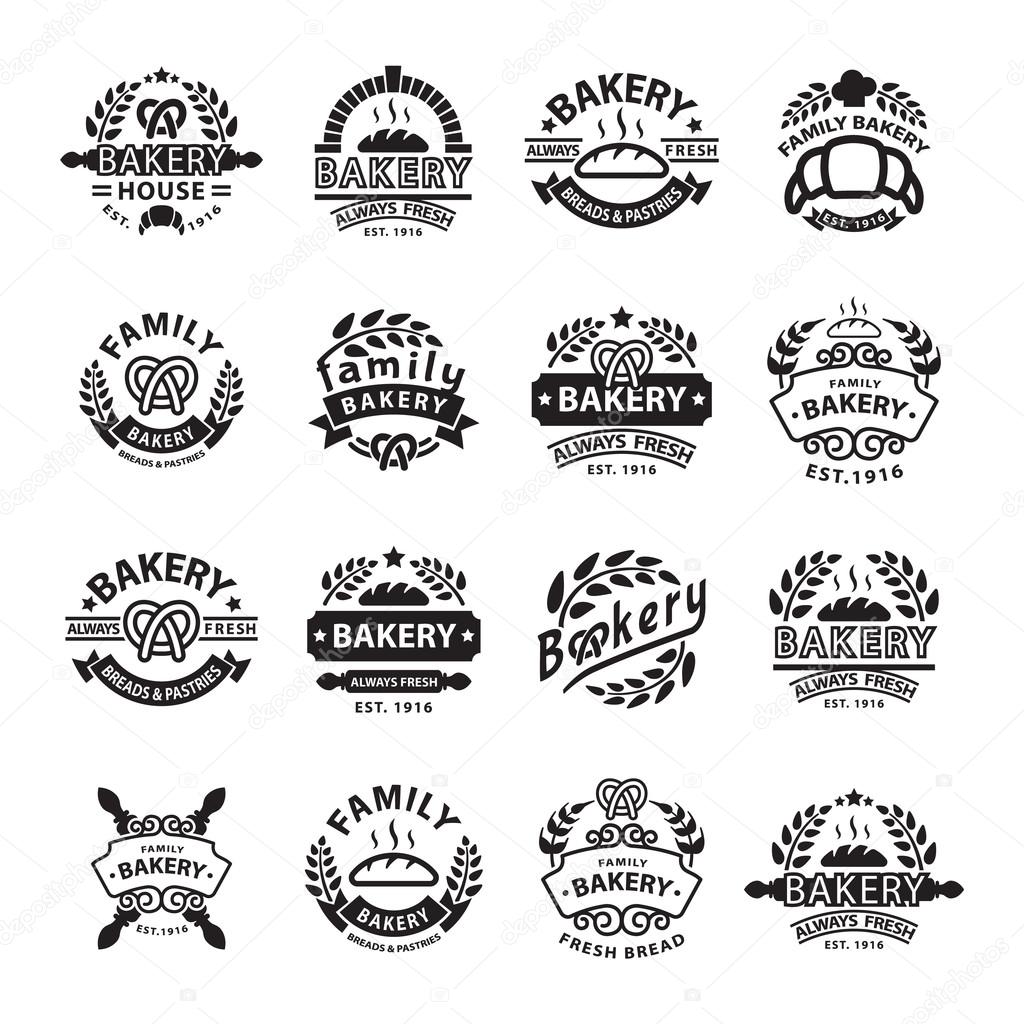 BAKERY
HOUSE
EST. 1916
BAKERY
ALWAYS FRESH
EST. 1916
BAKERY
ALWAYS FRESH
BREADS & PASTRIES
FAMILY BAKERY
EST. 1916
FAMILY
BAKERY
BREADS & PASTRIES
family
BAKERY
BAKERY
ALWAYS FRESH
EST. 1916
FAMILY
· BAKERY ·
EST.1916
BAKERY
ALWAYS FRESH
BREADS & PASTRIES
BAKERY
ALWAYS FRESH
EST. 1916
Bakery
BAKERY
ALWAYS FRESH
EST. 1916
FAMILY
BAKERY
EST.1916
FAMILY
BAKERY
BREADS & PASTRIES
FAMILY
· BAKERY ·
FRESH BREAD
BAKERY
ALWAYS FRESH
EST. 1916
depositphotos